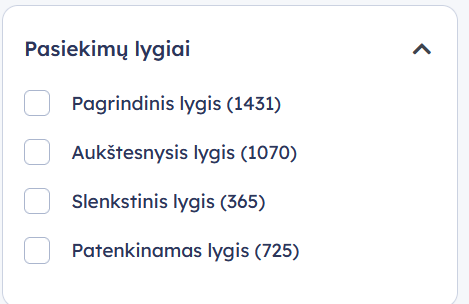 Pasiekimų lygiai
Pagrindinis lygis (1431)
Aukštesnysis lygis (1070)
Slenkstinis lygis (365)
Patenkinamas lygis (725)